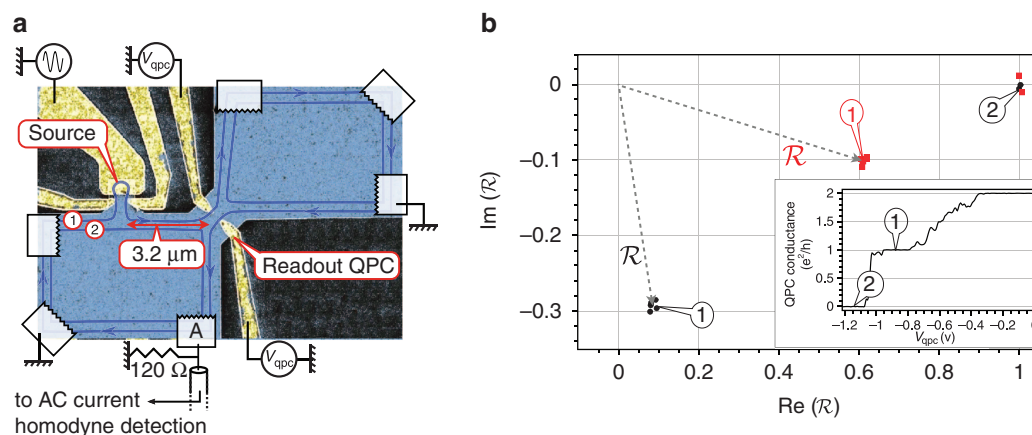 a
V_qpc
Source
1
2
3.2 μm
Readout QPC
A
120 Ω
V_qpc
to AC current
homodyne detection
b
Im (ℛ)
0
−0.1
−0.2
−0.3
ℛ
ℛ
1
1
2
0
0.2
0.4
0.6
0.8
1
Re (ℛ)
QPC conductance
(e²/h)
2
1.5
1
0.5
0
1
2
−1.2
−1
−0.8
−0.6
−0.4
−0.2
0
V_qpc (v)